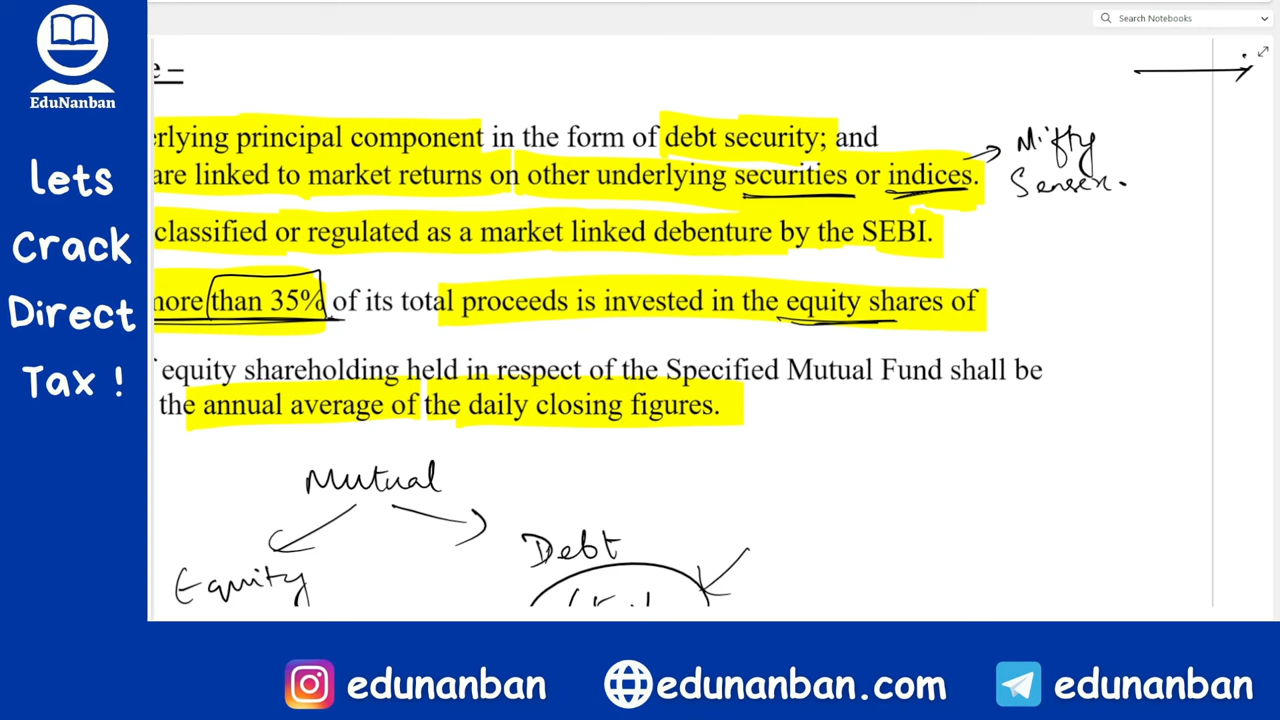 Search Notebooks
EduNanban
Lets
Crack
Direct
Tax !
e –
erlying principal component in the form of debt security; and
are linked to market returns on other underlying securities or indices.
Nifty
Sensex.
classified or regulated as a market linked debenture by the SEBI.
more than 35% of its total proceeds is invested in the equity shares of
equity shareholding held in respect of the Specified Mutual Fund shall be
the annual average of the daily closing figures.
Mutual
Equity
Debt
edunanban
edunanban.com
edunanban